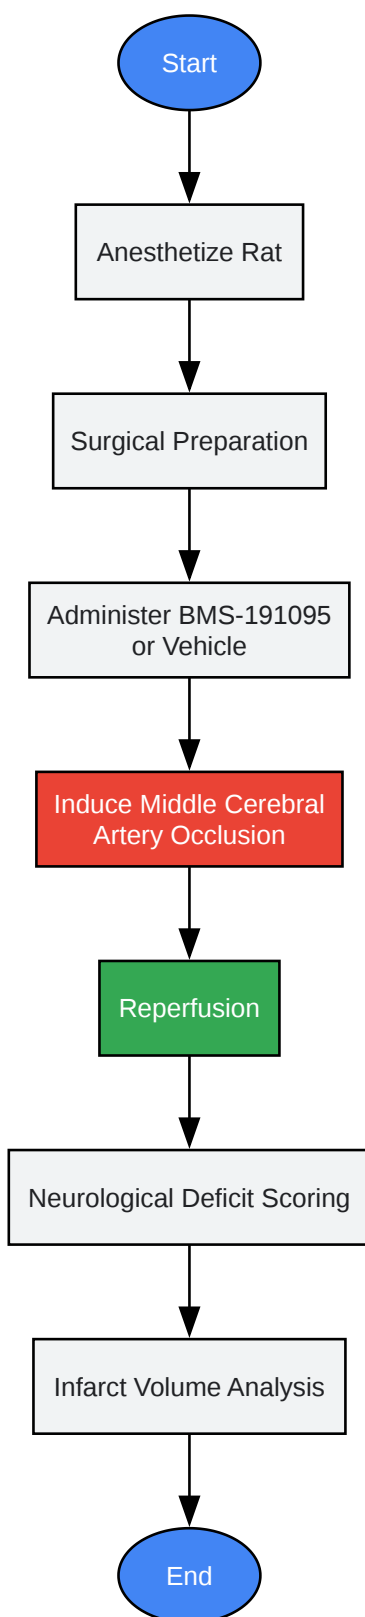 Start
Anesthetize Rat
Surgical Preparation
Administer BMS-191095
or Vehicle
Induce Middle Cerebral
Artery Occlusion
Reperfusion
Neurological Deficit Scoring
Infarct Volume Analysis
End